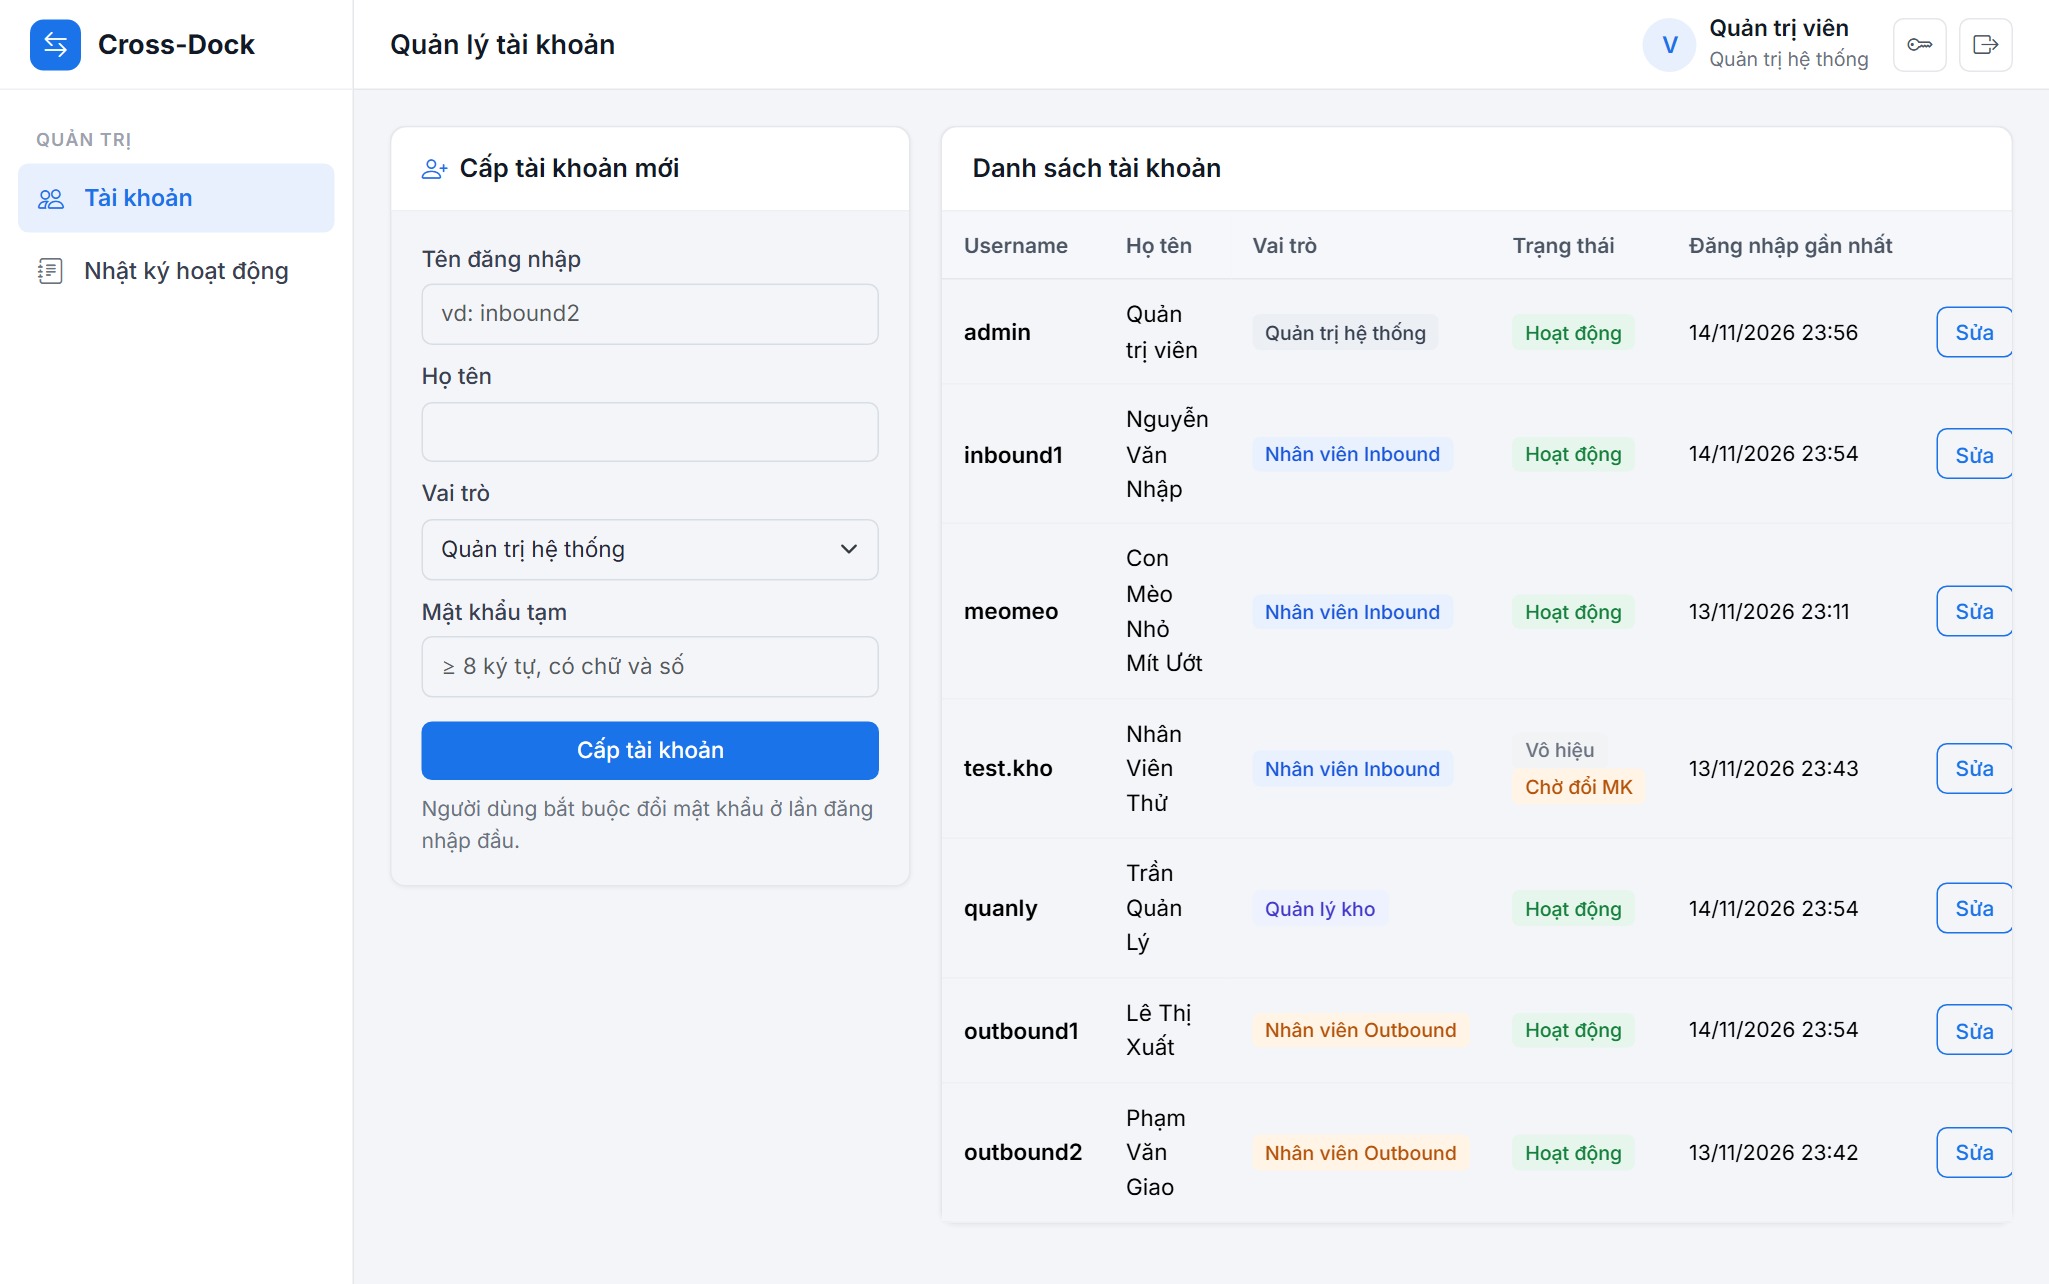 Cross-Dock
Quản lý tài khoản
V
Quản trị viên
Quản trị hệ thống
QUẢN TRỊ
Tài khoản
Nhật ký hoạt động
Cấp tài khoản mới
Tên đăng nhập
vd: inbound2
Họ tên
Vai trò
Quản trị hệ thống
Mật khẩu tạm
≥ 8 ký tự, có chữ và số
Cấp tài khoản
Người dùng bắt buộc đổi mật khẩu ở lần đăng
nhập đầu.
Danh sách tài khoản
Username Họ tên Vai trò Trạng thái Đăng nhập gần nhất
admin Quản trị viên Quản trị hệ thống Hoạt động 14/11/2026 23:56 Sửa
inbound1 Nguyễn Văn Nhập Nhân viên Inbound Hoạt động 14/11/2026 23:54 Sửa
meomeo Con Mèo Nhỏ Mít Ướt Nhân viên Inbound Hoạt động 13/11/2026 23:11 Sửa
test.kho Nhân Viên Thử Nhân viên Inbound Vô hiệu Chờ đổi MK 13/11/2026 23:43 Sửa
quanly Trần Quản Lý Quản lý kho Hoạt động 14/11/2026 23:54 Sửa
outbound1 Lê Thị Xuất Nhân viên Outbound Hoạt động 14/11/2026 23:54 Sửa
outbound2 Phạm Văn Giao Nhân viên Outbound Hoạt động 13/11/2026 23:42 Sửa